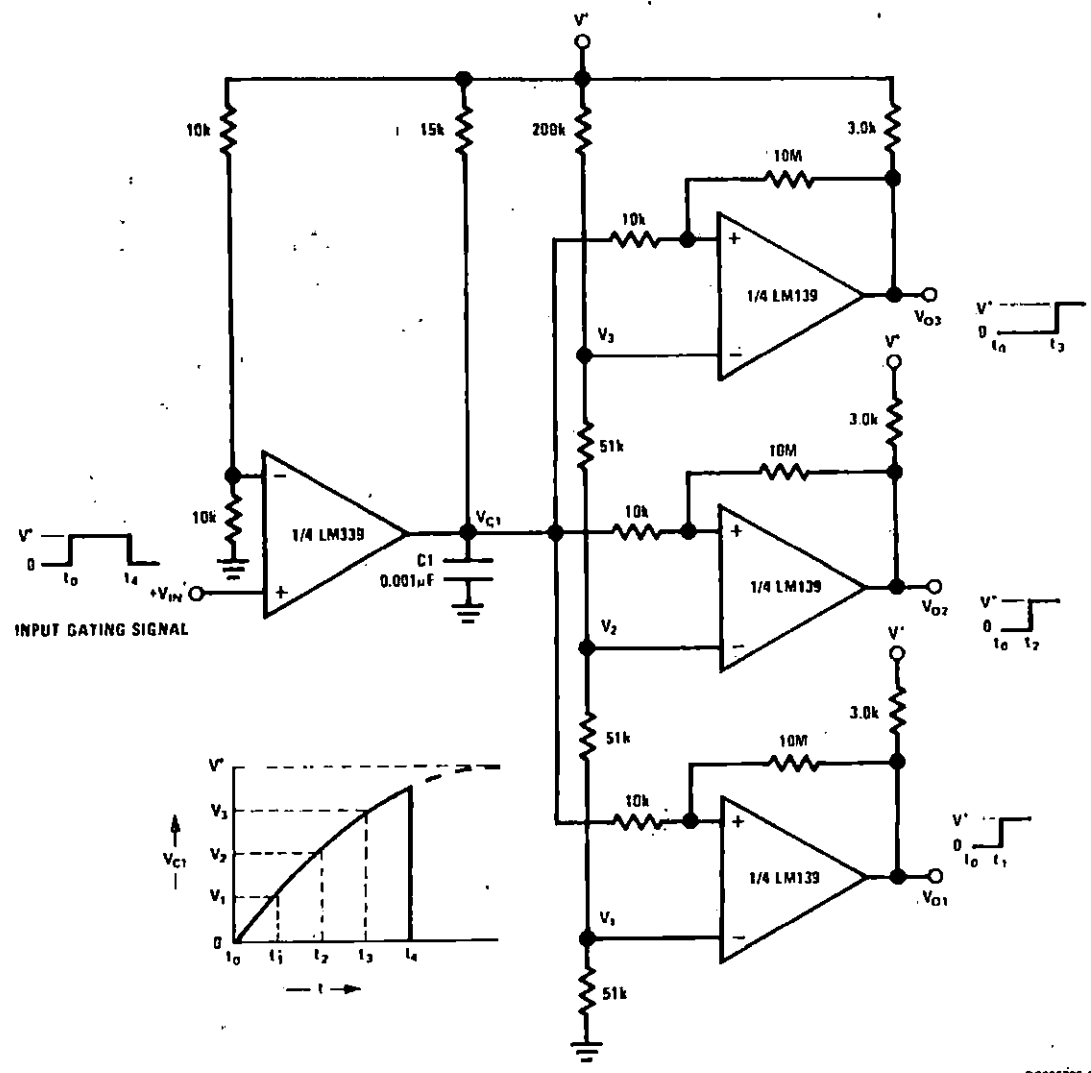 V+
10k
15k
200k
3.0k
10M
10k
+
1/4 LM139
−
V3
VO3
V+
0
t0
t3
V+
3.0k
51k
10M
10k
−
1/4 LM339
+
10k
VC1
C1
0.001µF
V+
0
t0
t4
+VIN
INPUT GATING SIGNAL
10k
+
1/4 LM139
−
V2
VO2
V+
0
t0
t2
V+
3.0k
51k
10M
10k
+
1/4 LM139
−
V1
VO1
V+
0
t0
t1
51k
V+
V3
V2
V1
0
VC1
t0
t1
t2
t3
t4
t